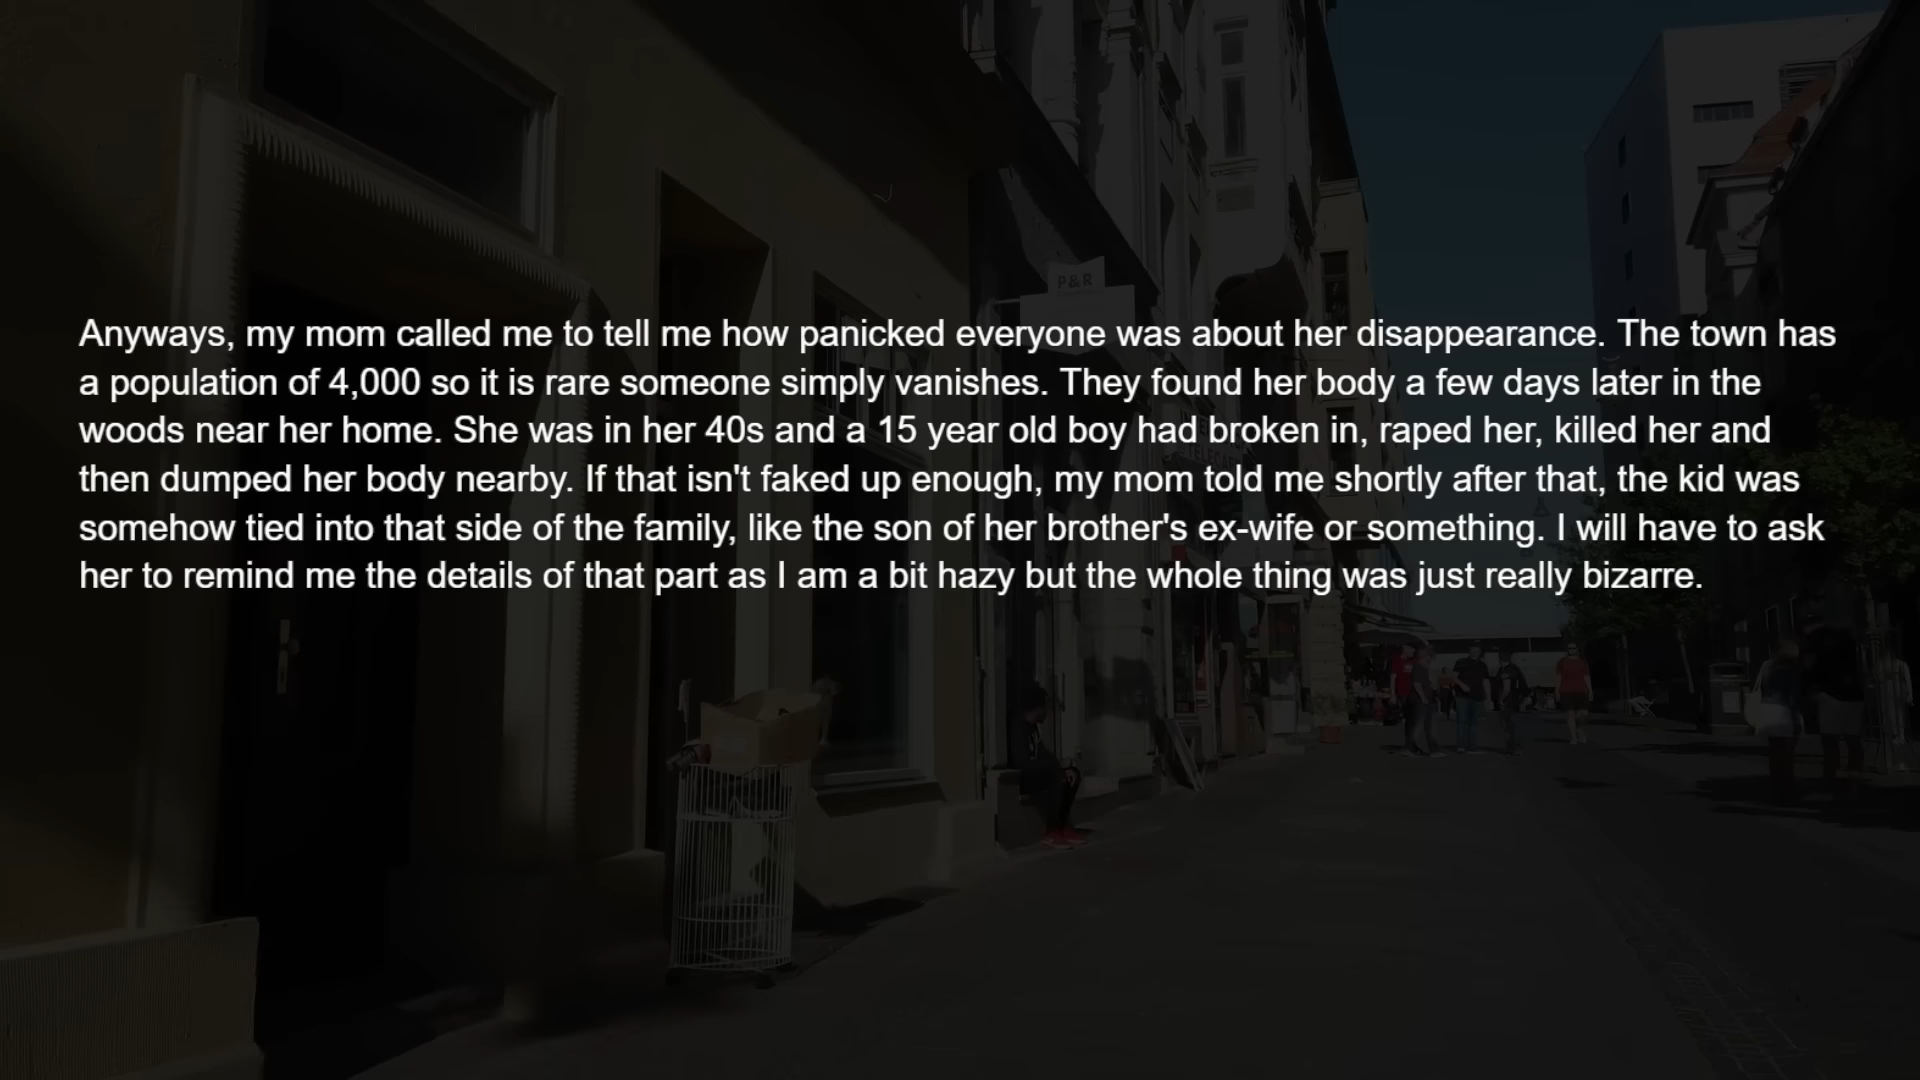 P&R
Anyways, my mom called me to tell me how panicked everyone was about her disappearance. The town has
a population of 4,000 so it is rare someone simply vanishes. They found her body a few days later in the
woods near her home. She was in her 40s and a 15 year old boy had broken in, raped her, killed her and
then dumped her body nearby. If that isn't faked up enough, my mom told me shortly after that, the kid was
somehow tied into that side of the family, like the son of her brother's ex-wife or something. I will have to ask
her to remind me the details of that part as I am a bit hazy but the whole thing was just really bizarre.